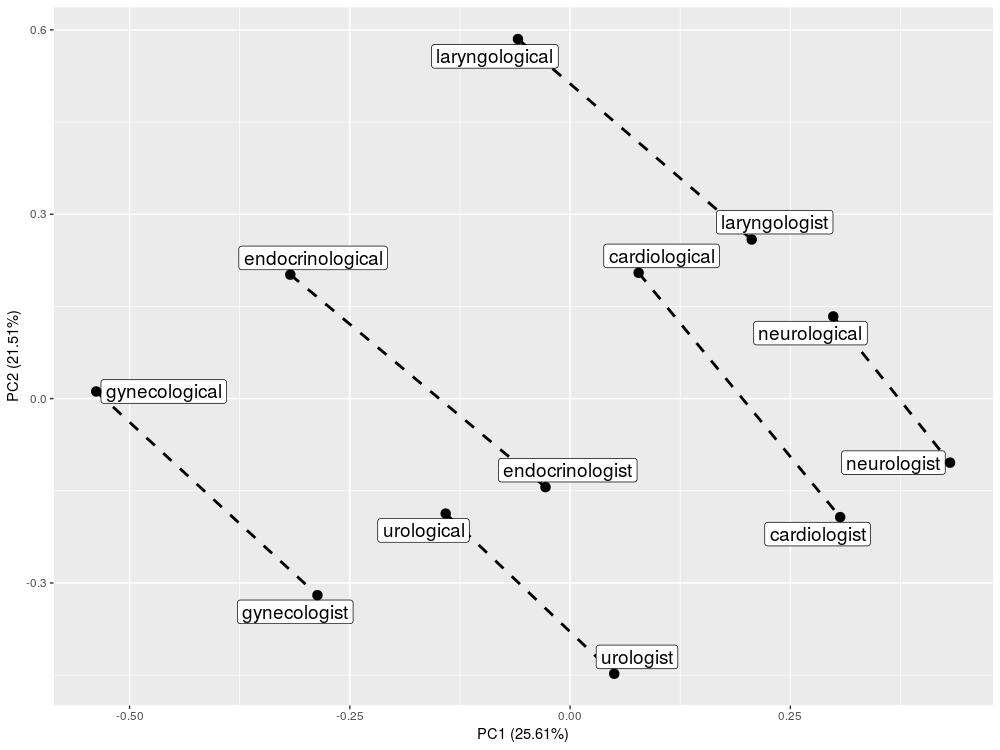 0.6
laryngological
0.3
laryngologist
endocrinological
cardiological
neurological
PC2 (21.51%)
0.0
gynecological
endocrinologist
neurologist
urological
cardiologist
-0.3
gynecologist
urologist
-0.50
-0.25
0.00
0.25
PC1 (25.61%)